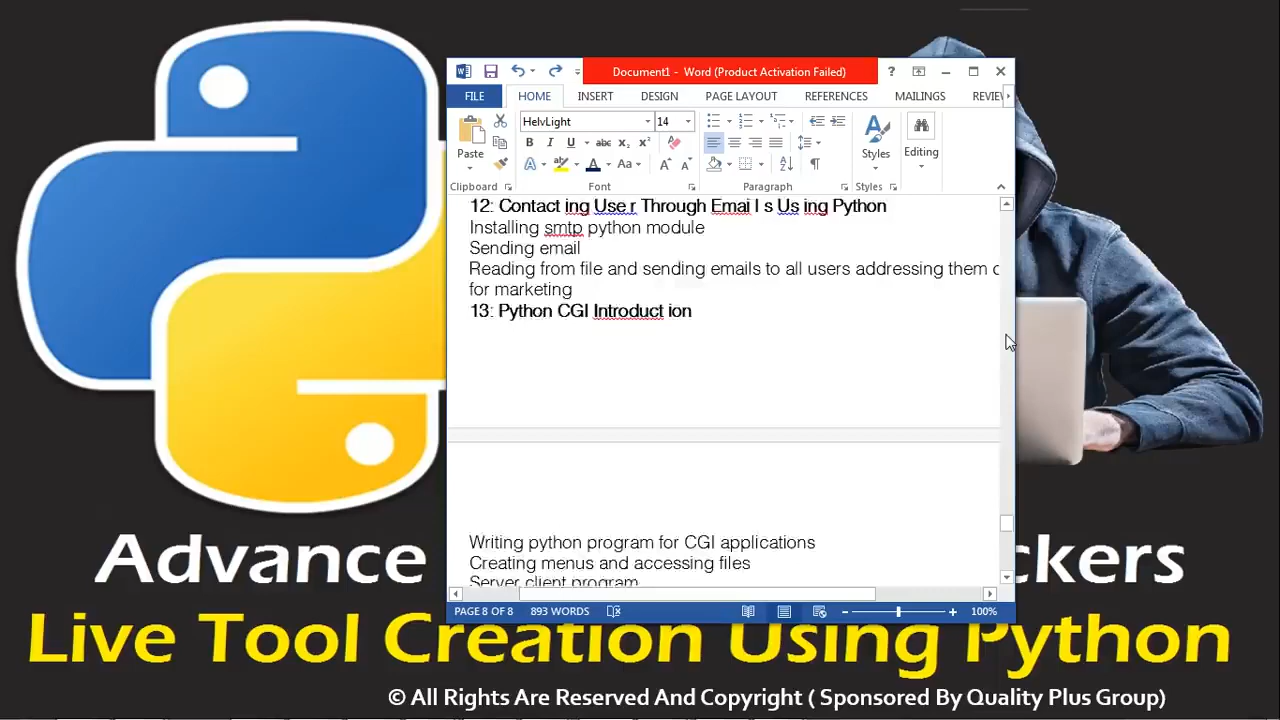 Document1 - Word (Product Activation Failed)
FILE HOME INSERT DESIGN PAGE LAYOUT REFERENCES MAILINGS REVIEW
HelvLight 14
Paste
Styles
Editing
Clipboard Font Paragraph Styles
12: Contact ing Use r Through Emai l s Us ing Python
Installing smtp python module
Sending email
Reading from file and sending emails to all users addressing them
for marketing
13: Python CGI Introduct ion
Writing python program for CGI applications
Creating menus and accessing files
Server client program
PAGE 8 OF 8 893 WORDS 100%
Advance ckers
Live Tool Creation Using Python
© All Rights Are Reserved And Copyright ( Sponsored By Quality Plus Group)